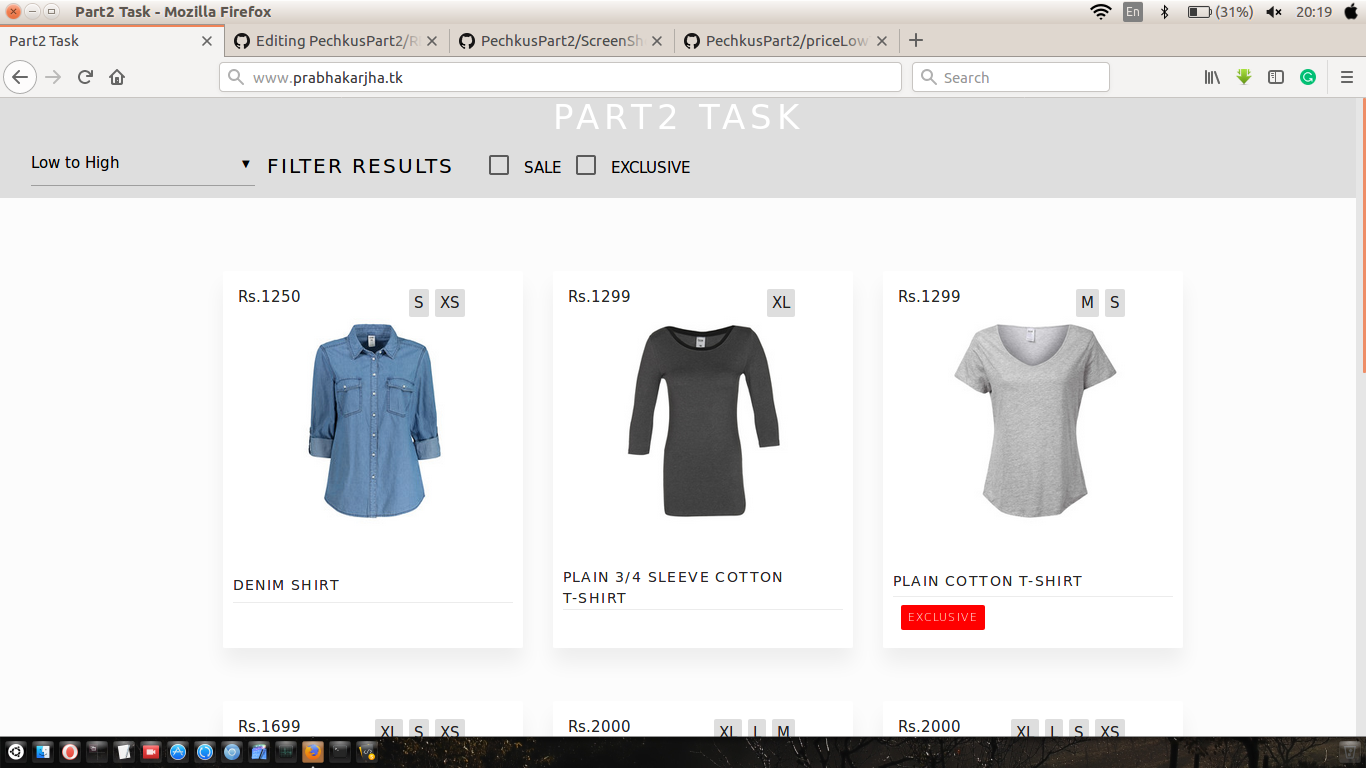 Part2 Task - Mozilla Firefox
En
(31%)
20:19
Part2 Task
Editing PechkusPart2/R
PechkusPart2/ScreenSh
PechkusPart2/priceLow
www.prabhakarjha.tk
Search
PART2 TASK
Low to High
FILTER RESULTS
SALE
EXCLUSIVE
Rs.1250
S XS
Rs.1299
XL
Rs.1299
M S
DENIM SHIRT
PLAIN 3/4 SLEEVE COTTON
T-SHIRT
PLAIN COTTON T-SHIRT
EXCLUSIVE
Rs.1699
XL S XS
Rs.2000
XL L M
Rs.2000
XL L S XS